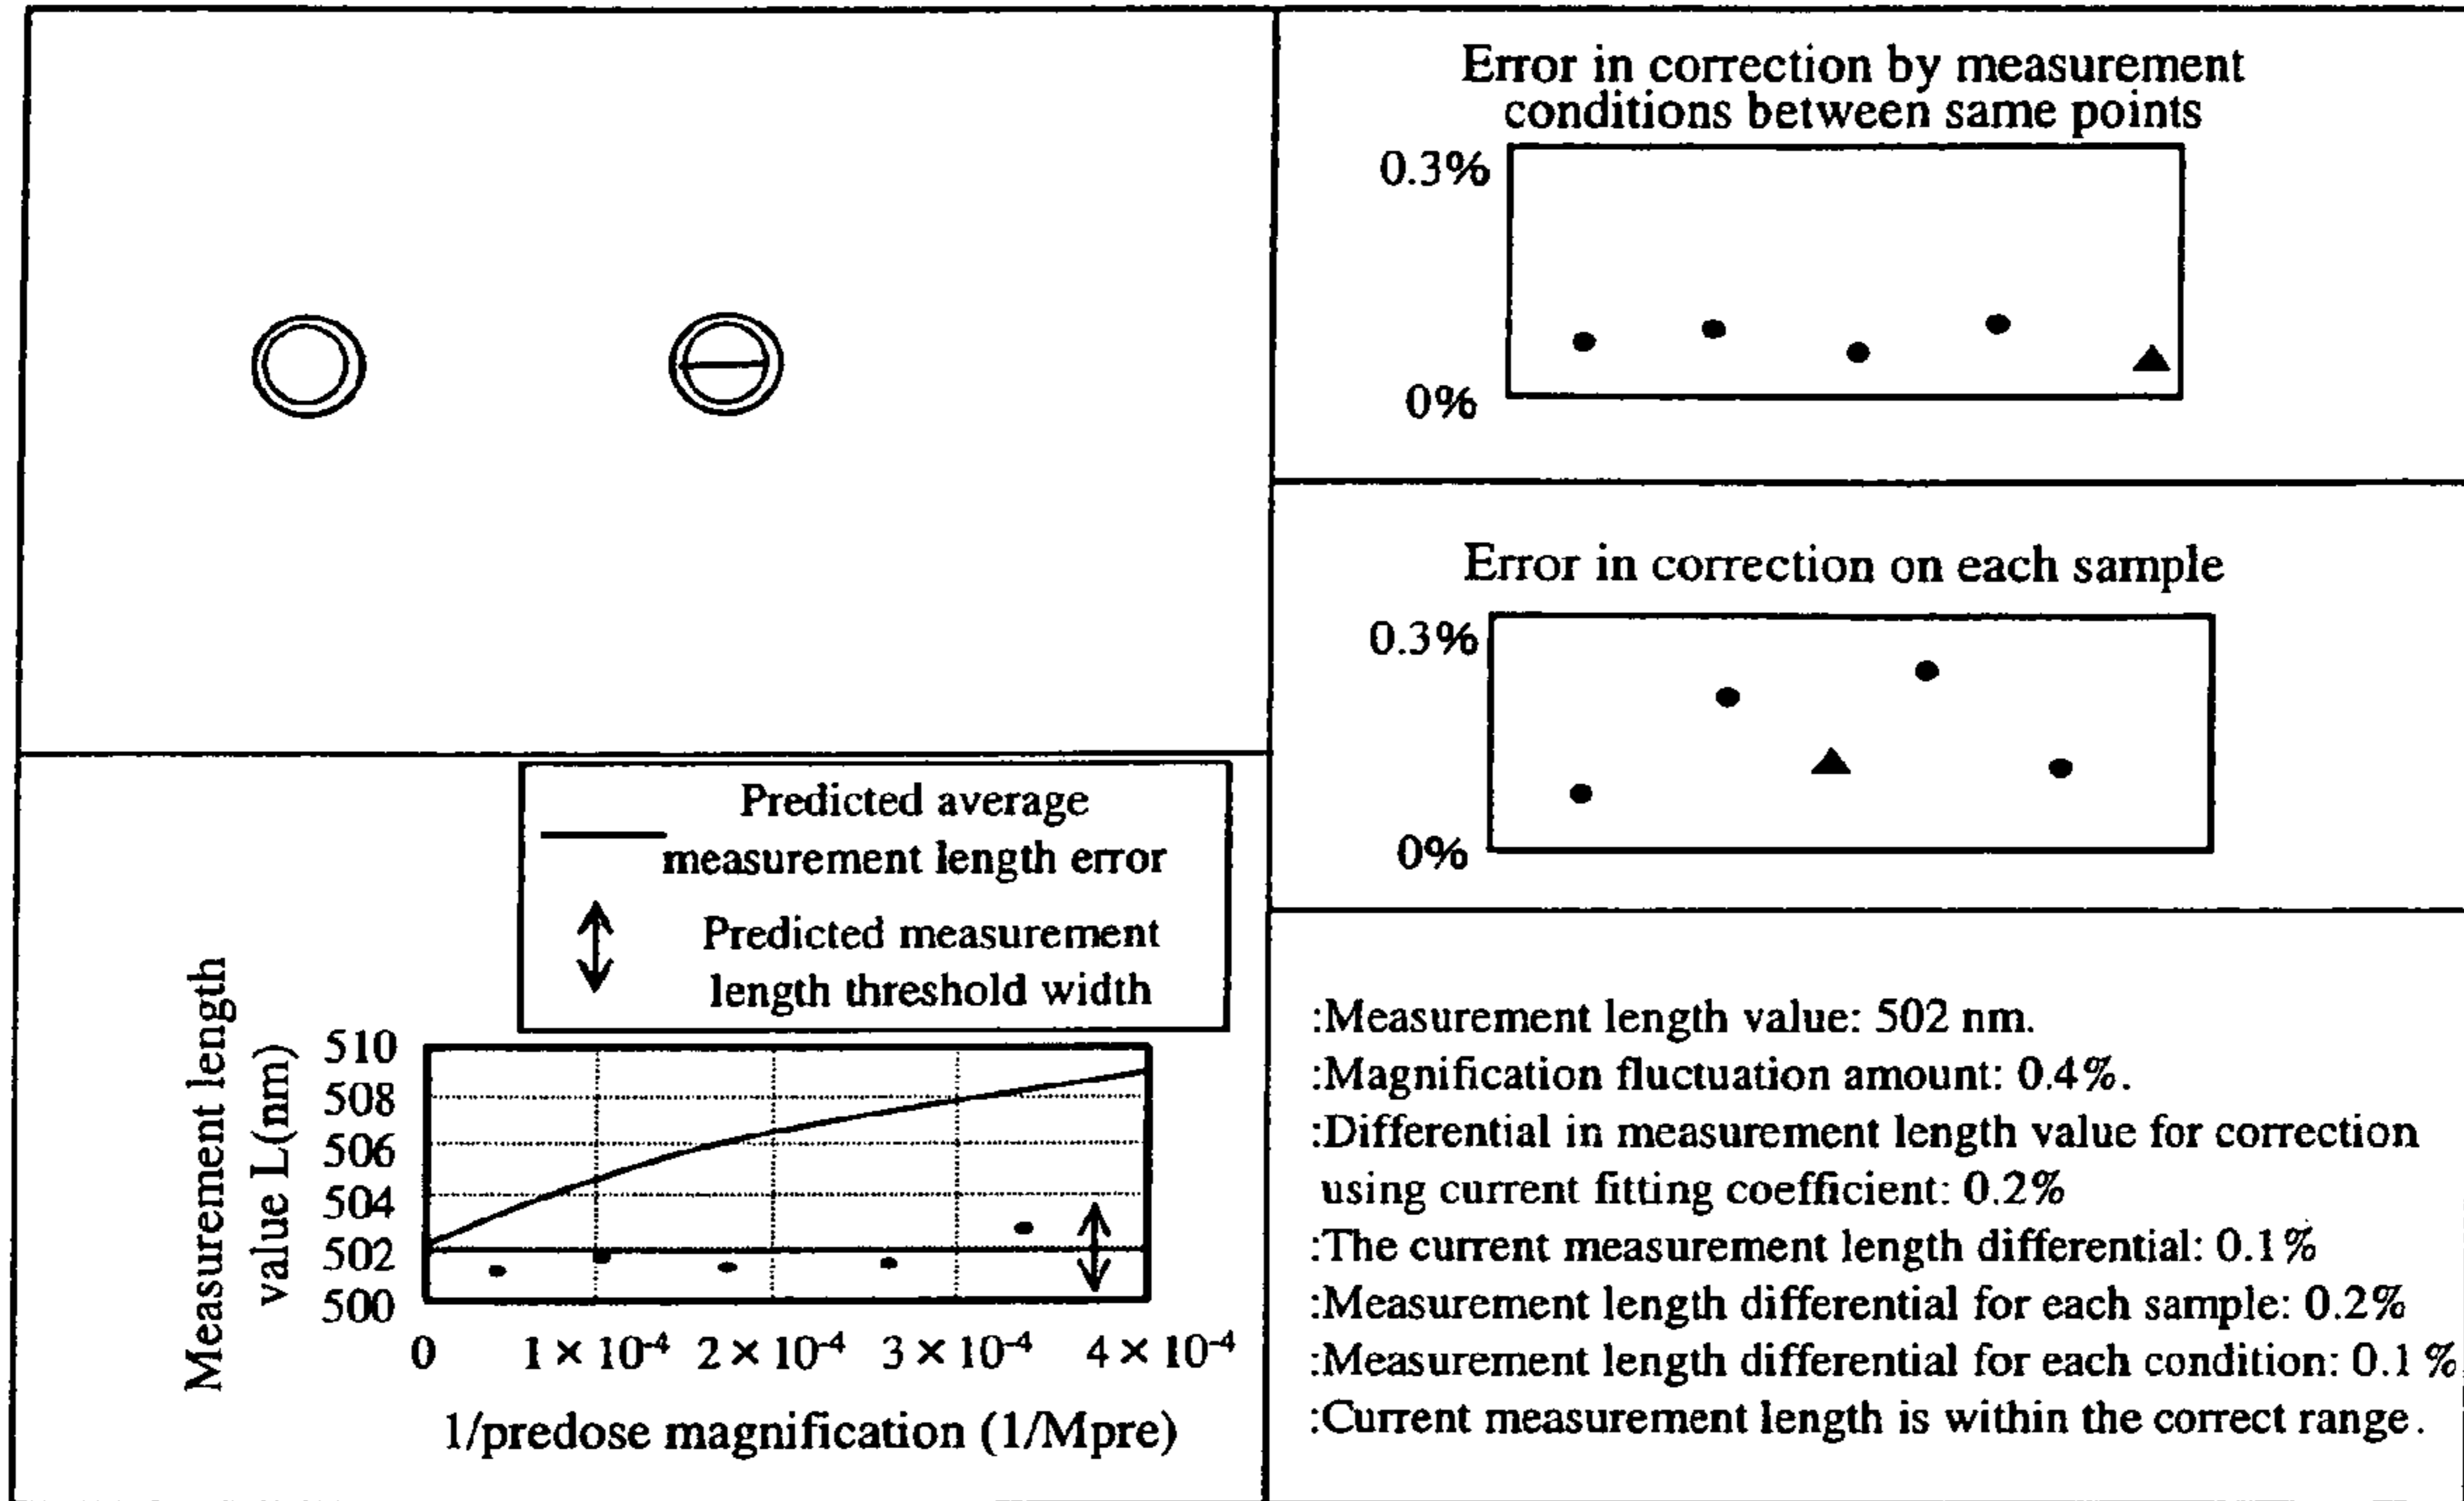 Error in correction by measurement
conditions between same points
0.3%
0%
Error in correction on each sample
0.3%
0%
Predicted average
measurement length error
Predicted measurement
length threshold width
Measurement length
value L(nm)
510
508
506
504
502
500
0 1 × 10⁻⁴ 2 × 10⁻⁴ 3 × 10⁻⁴ 4 × 10⁻⁴
1/predose magnification (1/Mpre)
:Measurement length value: 502 nm.
:Magnification fluctuation amount: 0.4%.
:Differential in measurement length value for correction
using current fitting coefficient: 0.2%
:The current measurement length differential: 0.1%
:Measurement length differential for each sample: 0.2%
:Measurement length differential for each condition: 0.1%
:Current measurement length is within the correct range.